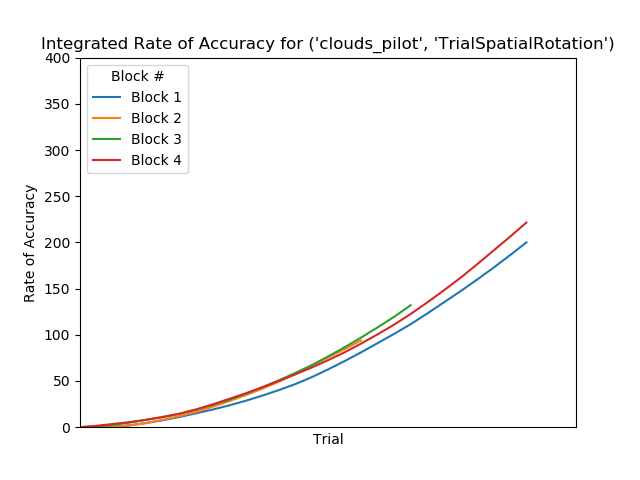 Integrated Rate of Accuracy for ('clouds_pilot', 'TrialSpatialRotation')
400
350
300
250
200
150
100
50
0
Rate of Accuracy
Block #
Block 1
Block 2
Block 3
Block 4
Trial